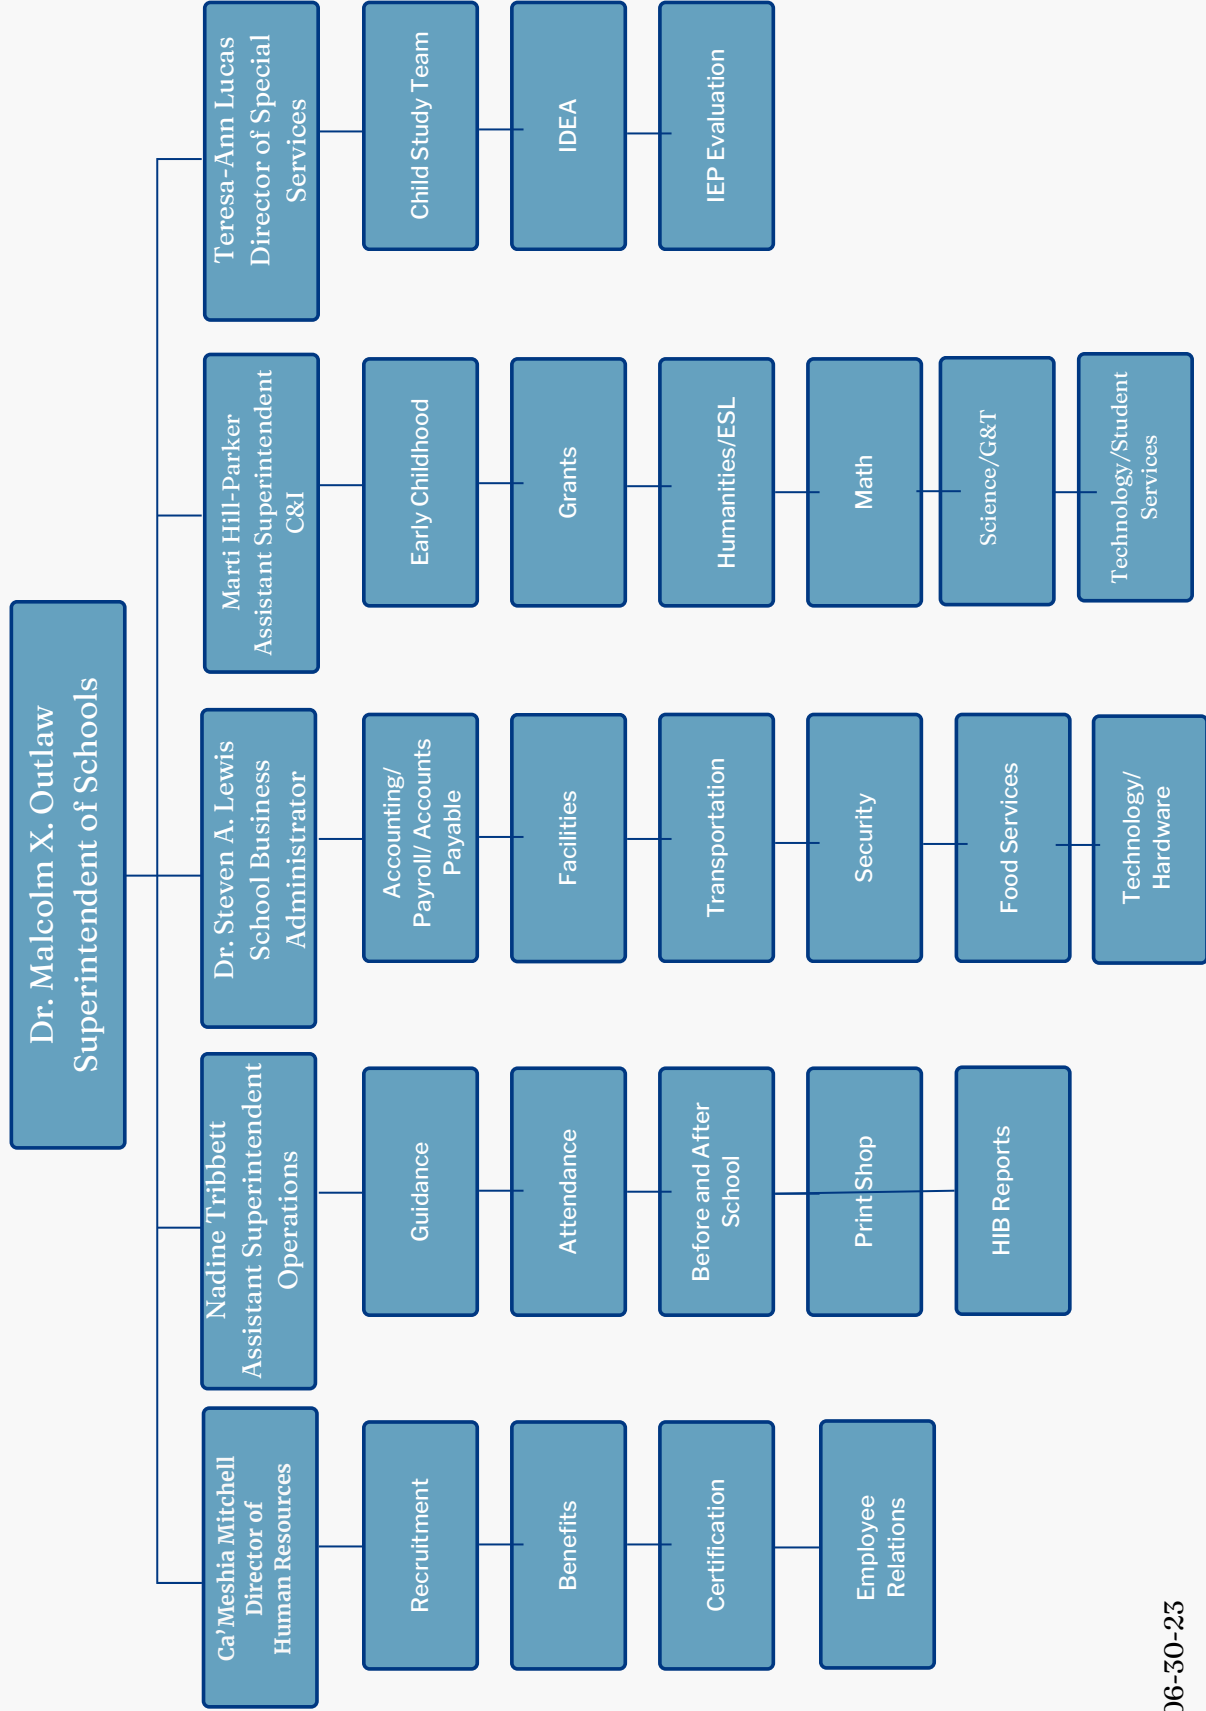 Dr. Malcolm X. Outlaw
Superintendent of Schools
Ca'Meshia Mitchell
Director of
Human Resources
Recruitment
Benefits
Certification
Employee
Relations
Nadine Tribbett
Assistant Superintendent
Operations
Guidance
Attendance
Before and After
School
Print Shop
HIB Reports
Dr. Steven A. Lewis
School Business
Administrator
Accounting/
Payroll/ Accounts
Payable
Facilities
Transportation
Security
Food Services
Technology/
Hardware
Marti Hill-Parker
Assistant Superintendent
C&I
Early Childhood
Grants
Humanities/ESL
Math
Science/G&T
Technology/Student
Services
Teresa-Ann Lucas
Director of Special
Services
Child Study Team
IDEA
IEP Evaluation
06-30-23